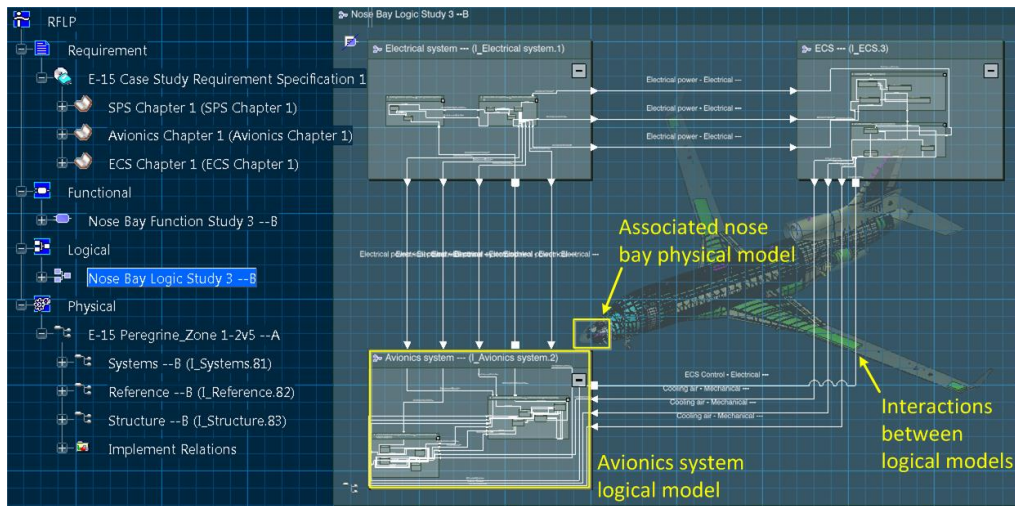 RFLP
Requirement
E-15 Case Study Requirement Specification 1
SPS Chapter 1 (SPS Chapter 1)
Avionics Chapter 1 (Avionics Chapter 1)
ECS Chapter 1 (ECS Chapter 1)
Functional
Nose Bay Function Study 3 --B
Logical
Nose Bay Logic Study 3 --B
Physical
E-15 Peregrine_Zone 1-2v5 --A
Systems --B (I_Systems.81)
Reference --B (I_Reference.82)
Structure --B (I_Structure.83)
Implement Relations
Nose Bay Logic Study 3 --B
Electrical system --- (I_Electrical system.1)
ECS --- (I_ECS.3)
Electrical power - Electrical ---
Electrical power - Electrical ---
Electrical power - Electrical ---
Associated nose
bay physical model
Avionics system --- (I_Avionics system.2)
ECS Control - Electrical ---
Cooling air - Mechanical ---
Cooling air - Mechanical ---
Cooling air - Mechanical ---
Interactions
between
logical models
Avionics system
logical model